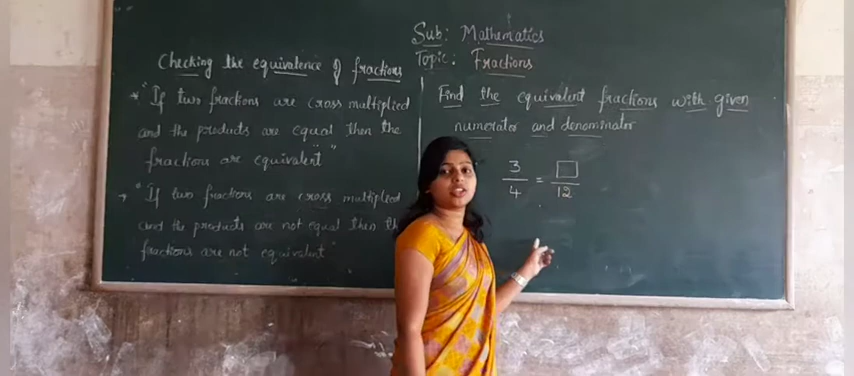 Sub: Mathematics
Topic: Fractions
Checking the equivalence of fractions
"If two fractions are cross multiplied
and the products are equal then the
fractions are equivalent"
→ "If two fractions are cross multiplied
and the products are not equal then
fractions are not equivalent"
Find the equivalent fractions with given
numerator and denominator
3/4 = □/12